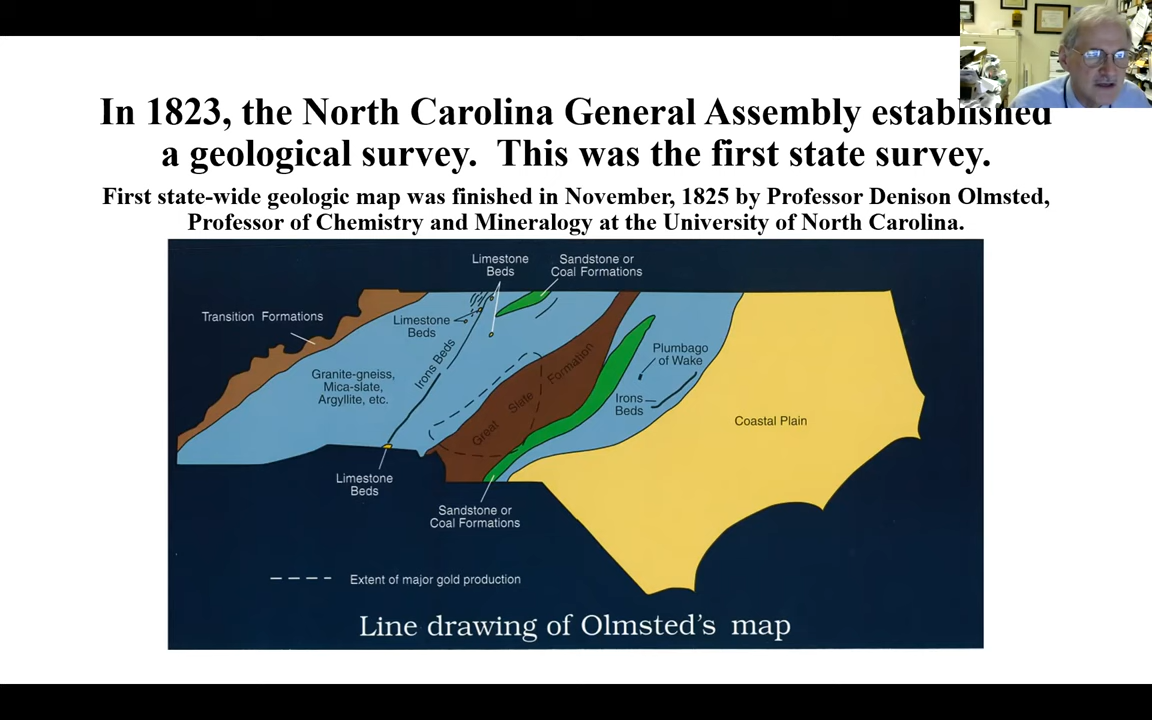 In 1823, the North Carolina General Assembly established
a geological survey.  This was the first state survey.
First state-wide geologic map was finished in November, 1825 by Professor Denison Olmsted,
Professor of Chemistry and Mineralogy at the University of North Carolina.
Limestone
Beds
Sandstone or
Coal Formations
Transition Formations
Limestone
Beds
Irons Beds
Granite-gneiss,
Mica-slate,
Argyllite, etc.
Great Slate Formation
Plumbago
of Wake
Irons
Beds
Coastal Plain
Limestone
Beds
Sandstone or
Coal Formations
Extent of major gold production
Line drawing of Olmsted's map